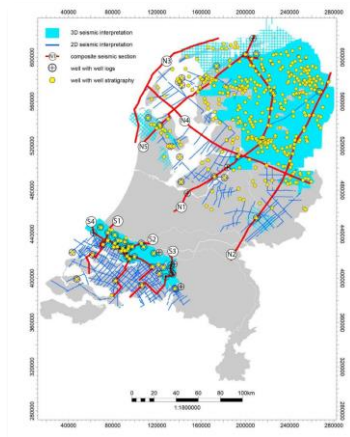 3D seismic interpretation
2D seismic interpretation
N1 composite seismic section
well with well logs
well with well stratigraphy
N3
N4
N5
N1
N2
S4
S1
S2
S3
0 20 40 60 80 100km
1:1800000
40000 80000 120000 160000 200000 240000 280000
600000
560000
520000
480000
440000
400000
360000
320000
280000
40000 80000 120000 160000 200000 240000 280000